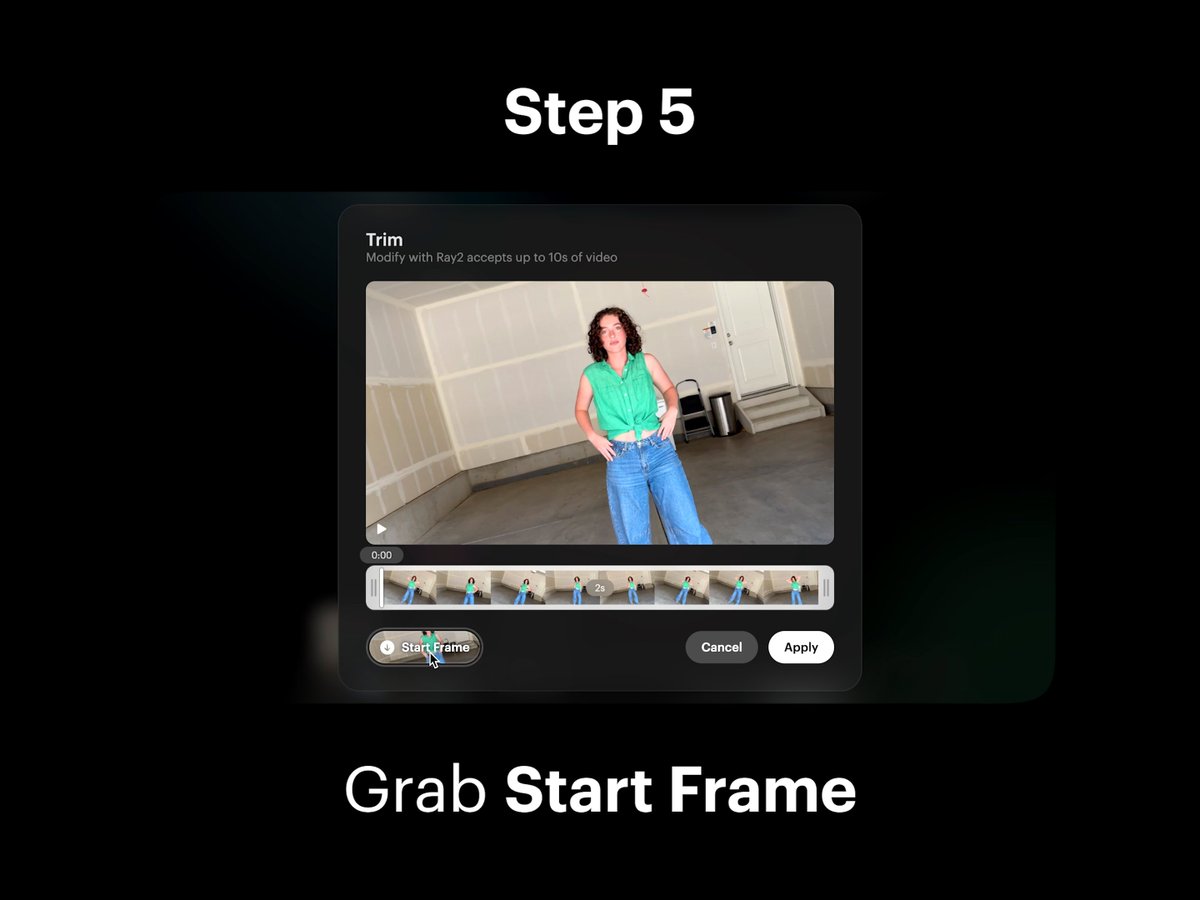 Step 5
Trim
Modify with Ray2 accepts up to 10s of video
0:00
2s
Start Frame
Cancel
Apply
Grab Start Frame